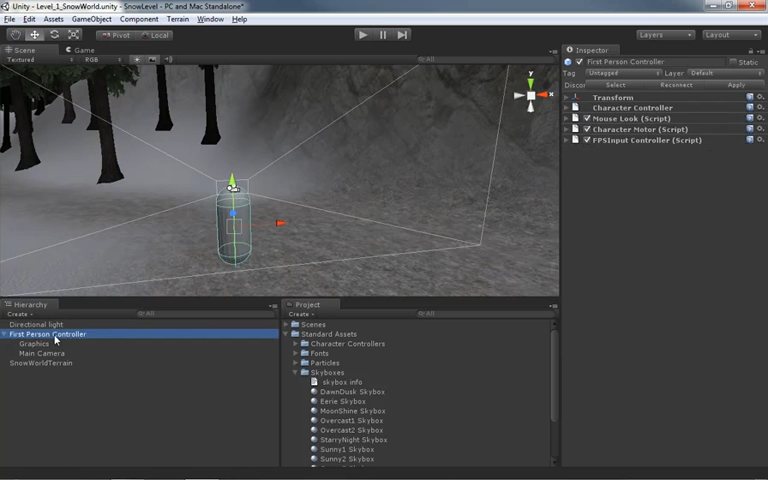 Unity - Level_1_SnowWorld.unity - SnowLevel - PC and Mac Standalone*
File Edit Assets GameObject Component Terrain Window Help
Pivot Local Layers Layout
Scene Game
Textured RGB All
y
x
Inspector
First Person Controller Static
Tag Untagged Layer Default
Select Reconnect Apply
Transform
Character Controller
Mouse Look (Script)
Character Motor (Script)
FPSInput Controller (Script)
Hierarchy
Create All
Directional light
First Person Controller
Graphics
Main Camera
SnowWorldTerrain
Project
Create All
Scenes
Standard Assets
Character Controllers
Fonts
Particles
Skyboxes
skybox info
DawnDusk Skybox
Eerie Skybox
MoonShine Skybox
Overcast1 Skybox
Overcast2 Skybox
StarryNight Skybox
Sunny1 Skybox
Sunny2 Skybox